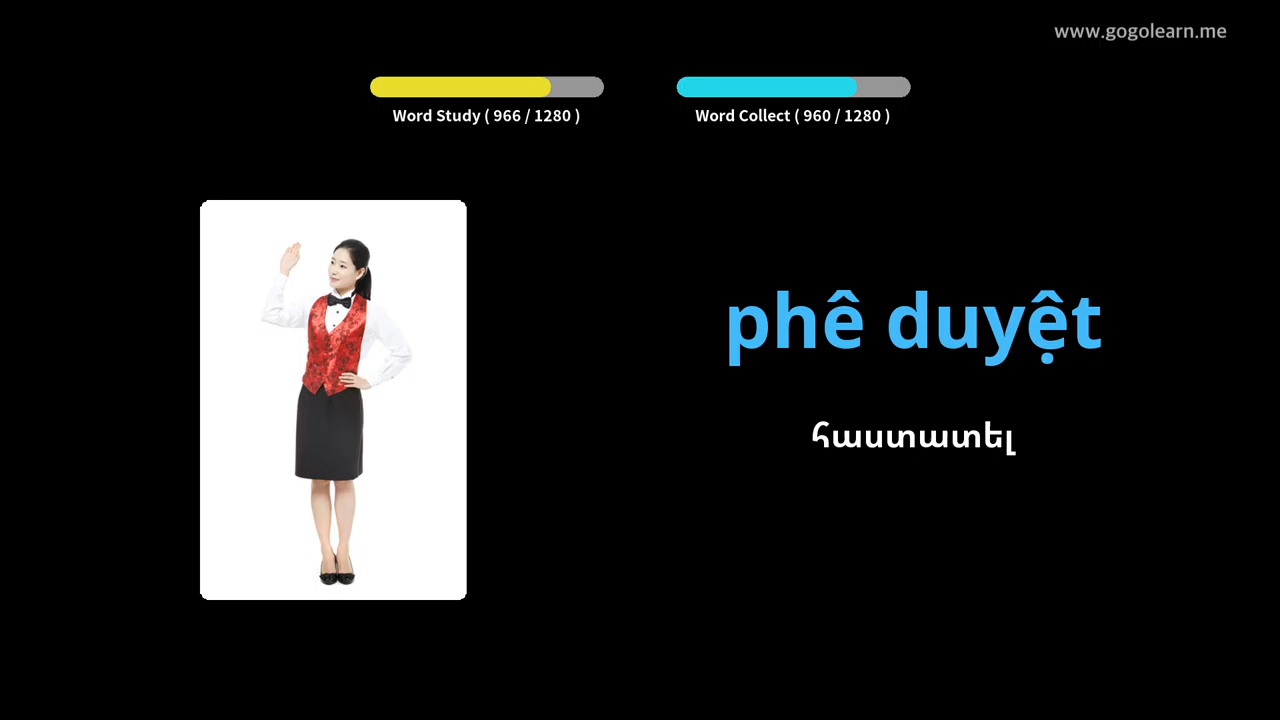 www.gogolearn.me
Word Study ( 966 / 1280 )
Word Collect ( 960 / 1280 )
phê duyệt
հաստատել